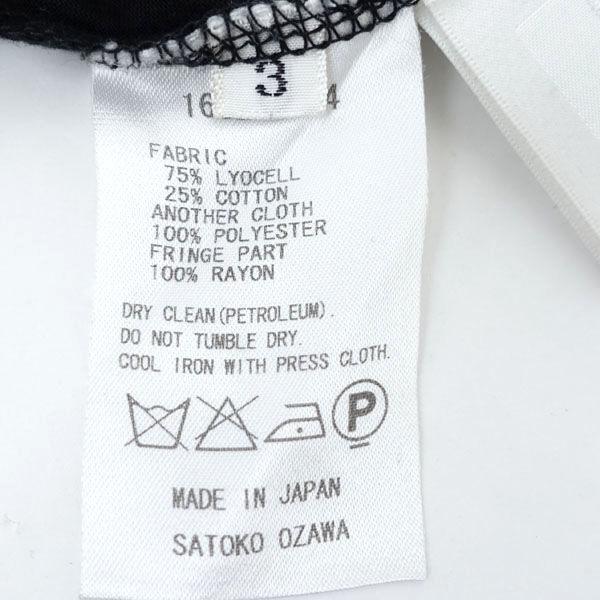 3
16 4
FABRIC
75% LYOCELL
25% COTTON
ANOTHER CLOTH
100% POLYESTER
FRINGE PART
100% RAYON
DRY CLEAN(PETROLEUM).
DO NOT TUMBLE DRY.
COOL IRON WITH PRESS CLOTH.
P
MADE IN JAPAN
SATOKO OZAWA